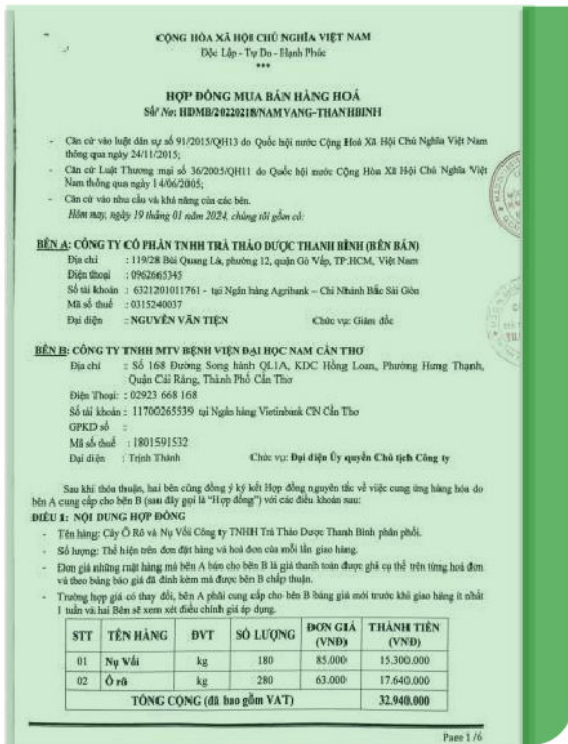 CỘNG HÒA XÃ HỘI CHỦ NGHĨA VIỆT NAM
Độc Lập - Tự Do - Hạnh Phúc
***
HỢP ĐỒNG MUA BÁN HÀNG HOÁ
Số/ No: HDMB/20220218/NAMVANG-THANHBINH
- Căn cứ vào luật dân sự số 91/2015/QH13 do Quốc hội nước Cộng Hoà Xã Hội Chủ Nghĩa Việt Nam
thông qua ngày 24/11/2015;
- Căn cứ Luật Thương mại số 36/2005/QH11 do Quốc hội nước Cộng Hòa Xã Hội Chủ Nghĩa Việt
Nam thông qua ngày 14/06/2005;
- Căn cứ vào nhu cầu và khả năng của các bên.
Hôm nay, ngày 19 tháng 01 năm 2024, chúng tôi gồm có:
BÊN A: CÔNG TY CỔ PHẦN TNHH TRÀ THẢO DƯỢC THANH BÌNH (BÊN BÁN)
Địa chỉ : 119/28 Bùi Quang Là, phường 12, quận Gò Vấp, TP.HCM, Việt Nam
Điện thoại : 0962665345
Số tài khoản : 6321201011761 - tại Ngân hàng Agribank – Chi Nhánh Bắc Sài Gòn
Mã số thuế : 0315240037
Đại diện : NGUYỄN VĂN TIỆN Chức vụ: Giám đốc
BÊN B: CÔNG TY TNHH MTV BỆNH VIỆN ĐẠI HỌC NAM CẦN THƠ
Địa chỉ : Số 168 Đường Song hành QL1A, KDC Hồng Loan, Phường Hưng Thạnh,
Quận Cái Răng, Thành Phố Cần Thơ
Điện Thoại: : 02923 668 168
Số tài khoản : 11700265539 tại Ngân hàng Vietinbank CN Cần Thơ
GPKD số :
Mã số thuế : 1801591532
Đại diện : Trịnh Thành Chức vụ: Đại diện Ủy quyền Chủ tịch Công ty
Sau khi thỏa thuận, hai bên cùng đồng ý ký kết Hợp đồng nguyên tắc về việc cung ứng hàng hóa do
bên A cung cấp cho bên B (sau đây gọi là "Hợp đồng") với các điều khoản sau:
ĐIỀU 1: NỘI DUNG HỢP ĐỒNG
- Tên hàng: Cây Ô Rô và Nụ Vối Công ty TNHH Trà Thảo Dược Thanh Bình phân phối.
- Số lượng: Thể hiện trên đơn đặt hàng và hoá đơn của mỗi lần giao hàng.
- Đơn giá những mặt hàng mà bên A bán cho bên B là giá thanh toán được ghi cụ thể trên từng hoá đơn
và theo bảng báo giá đã đính kèm mà được bên B chấp thuận.
- Trường hợp giá có thay đổi, bên A phải cung cấp cho bên B bảng giá mới trước khi giao hàng ít nhất
1 tuần và hai Bên sẽ xem xét điều chỉnh giá áp dụng.
STT TÊN HÀNG ĐVT SỐ LƯỢNG ĐƠN GIÁ (VNĐ) THÀNH TIỀN (VNĐ)
01 Nụ Vối kg 180 85.000 15.300.000
02 Ô rô kg 280 63.000 17.640.000
TỔNG CỘNG (đã bao gồm VAT) 32.940.000
Page 1/6